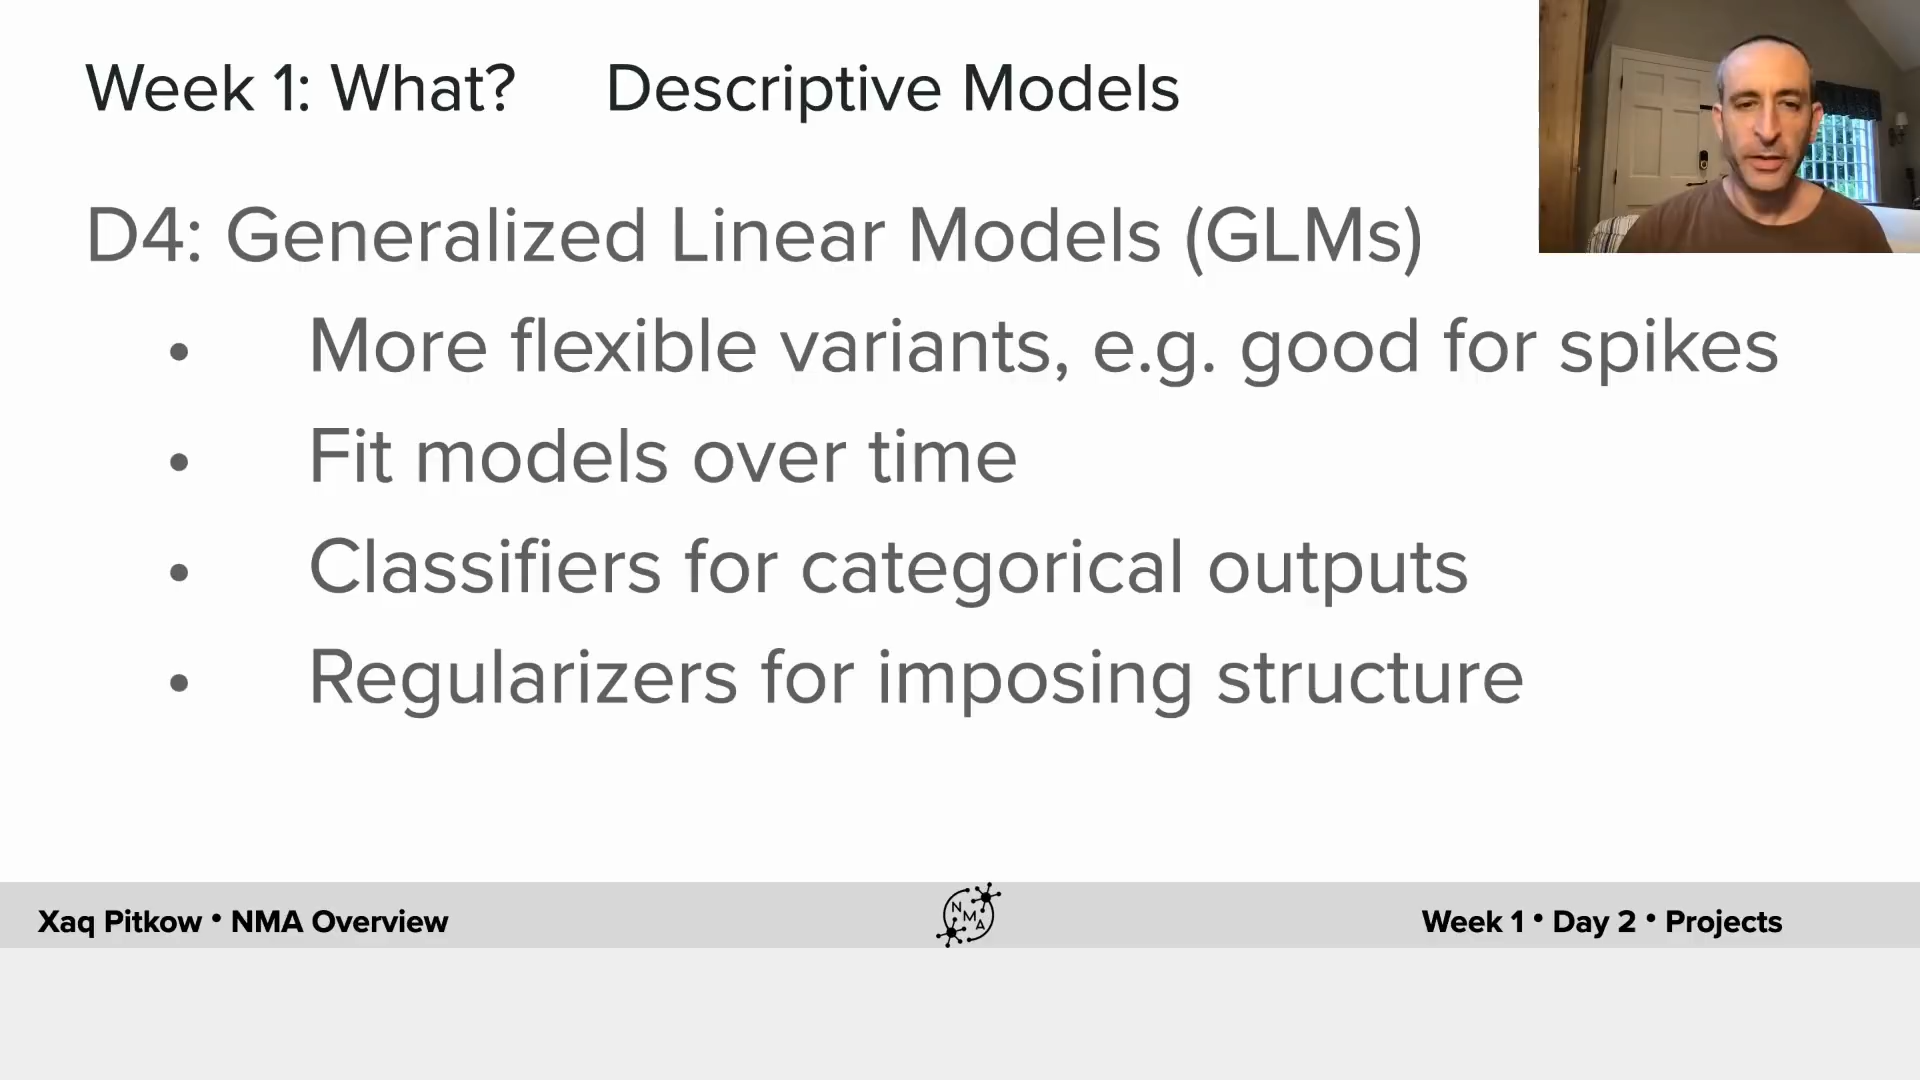 Week 1: What? Descriptive Models
D4: Generalized Linear Models (GLMs)
• More flexible variants, e.g. good for spikes
• Fit models over time
• Classifiers for categorical outputs
• Regularizers for imposing structure
Xaq Pitkow • NMA Overview
NMA
Week 1 • Day 2 • Projects